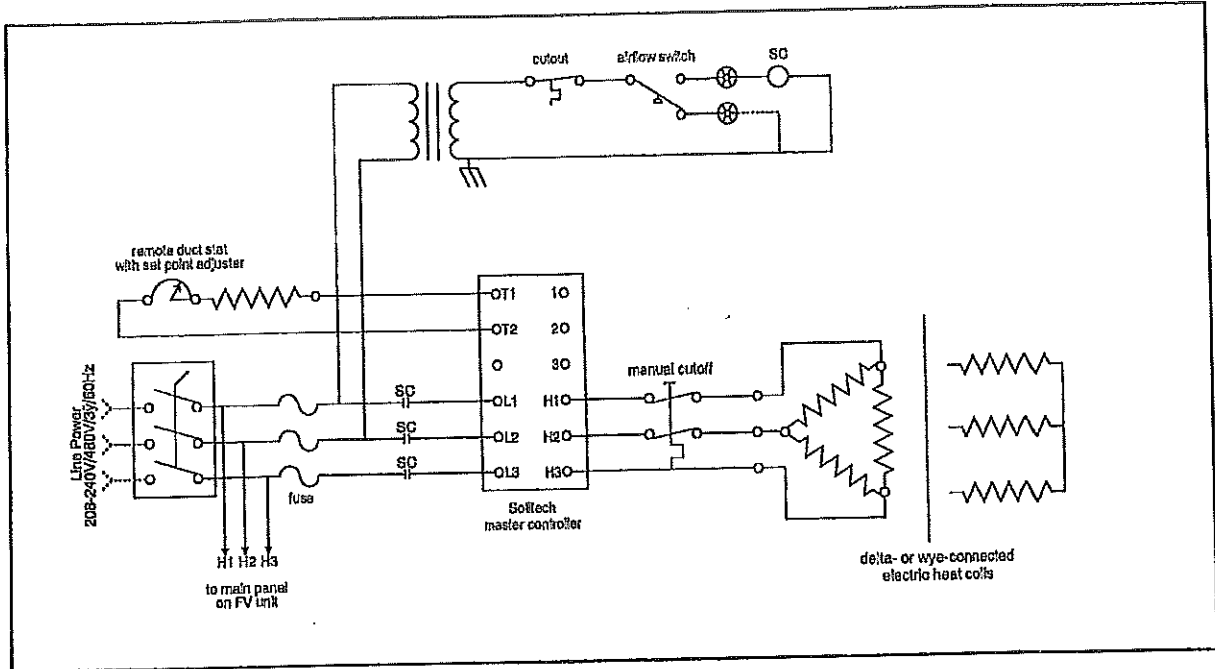 cutout
airflow switch
SC
remote duct stat
with set point adjuster
OT1
1O
OT2
2O
O
3O
manual cutoff
SC
OL1
H1O
SC
OL2
H2O
SC
OL3
H3O
Line Power
208-240V/480V/3ÿ/60Hz
fuse
Solitech
master controller
H1 H2 H3
to main panel
on FV unit
delta- or wye-connected
electric heat coils